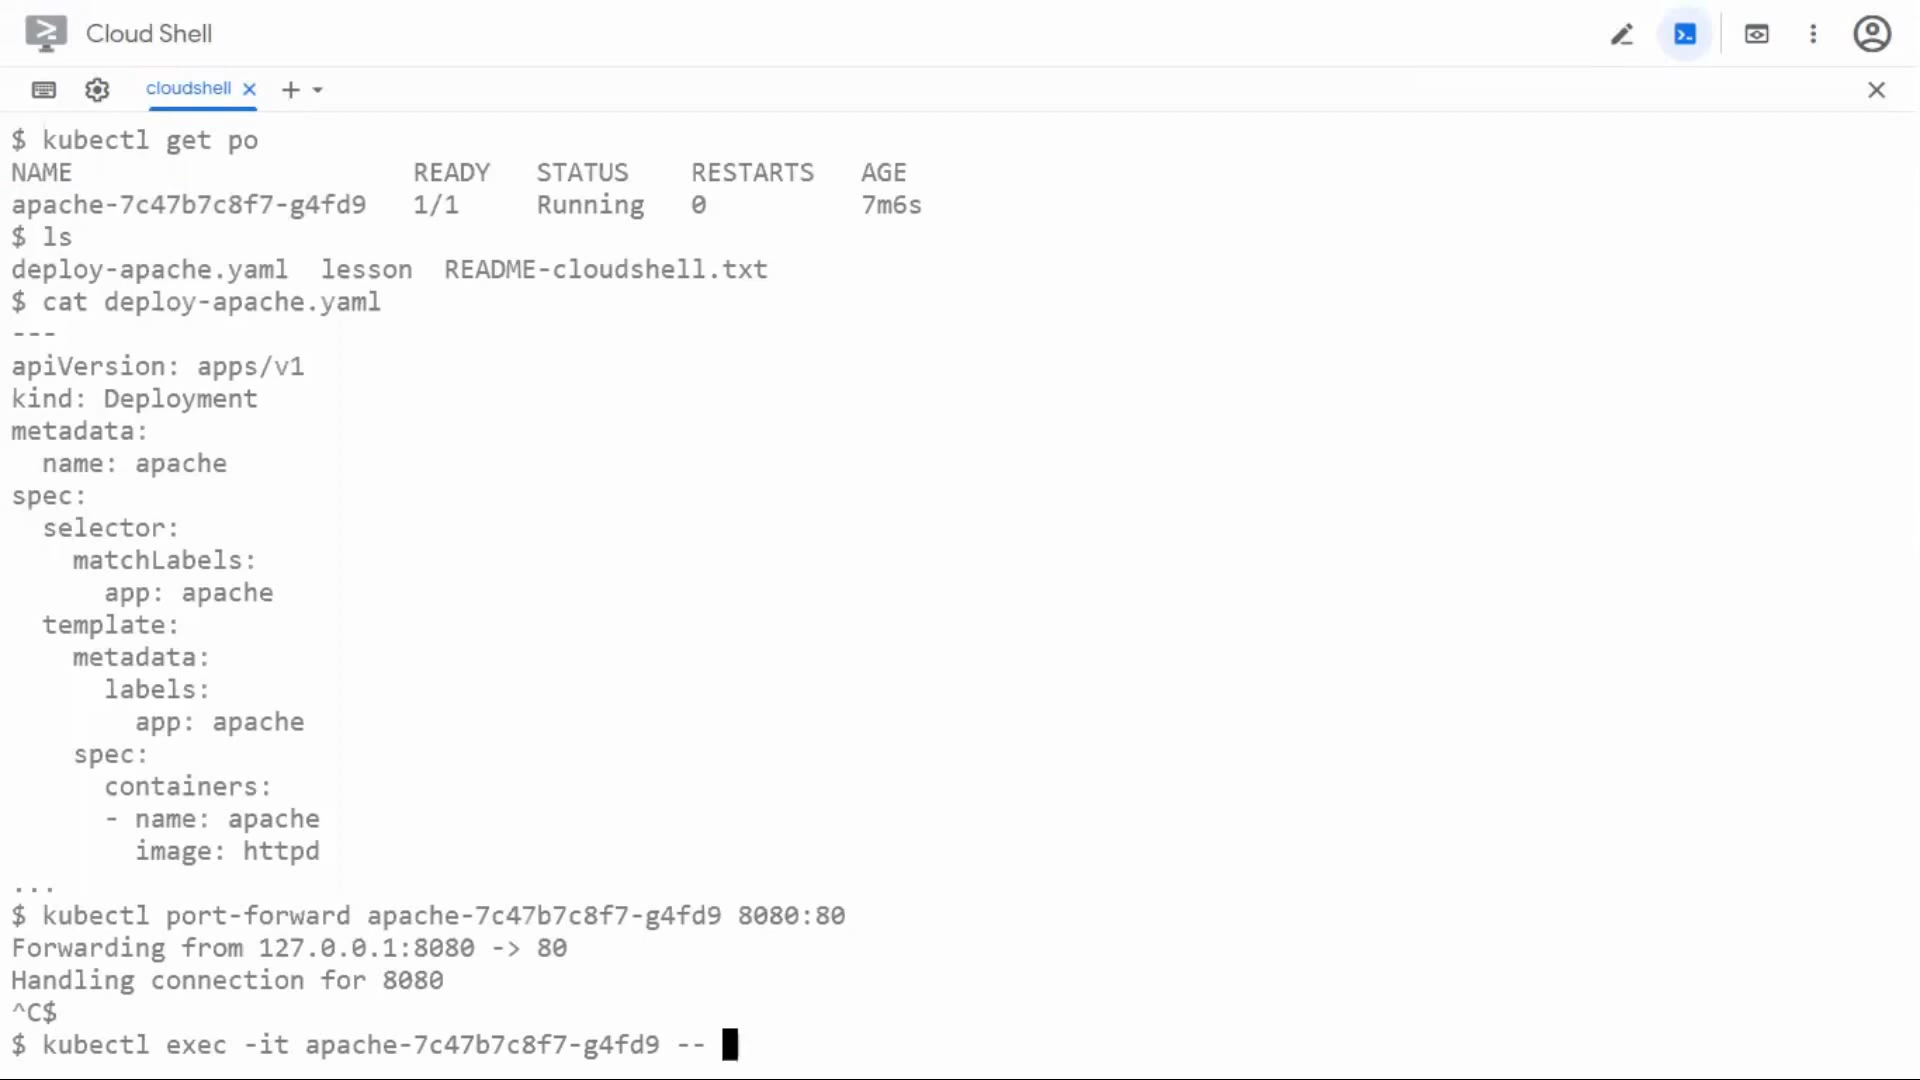 Cloud Shell
cloudshell
$ kubectl get po
NAME                      READY   STATUS    RESTARTS   AGE
apache-7c47b7c8f7-g4fd9   1/1     Running   0          7m6s
$ ls
deploy-apache.yaml  lesson  README-cloudshell.txt
$ cat deploy-apache.yaml
---
apiVersion: apps/v1
kind: Deployment
metadata:
  name: apache
spec:
  selector:
    matchLabels:
      app: apache
  template:
    metadata:
      labels:
        app: apache
    spec:
      containers:
      - name: apache
        image: httpd
...
$ kubectl port-forward apache-7c47b7c8f7-g4fd9 8080:80
Forwarding from 127.0.0.1:8080 -> 80
Handling connection for 8080
^C$
$ kubectl exec -it apache-7c47b7c8f7-g4fd9 --